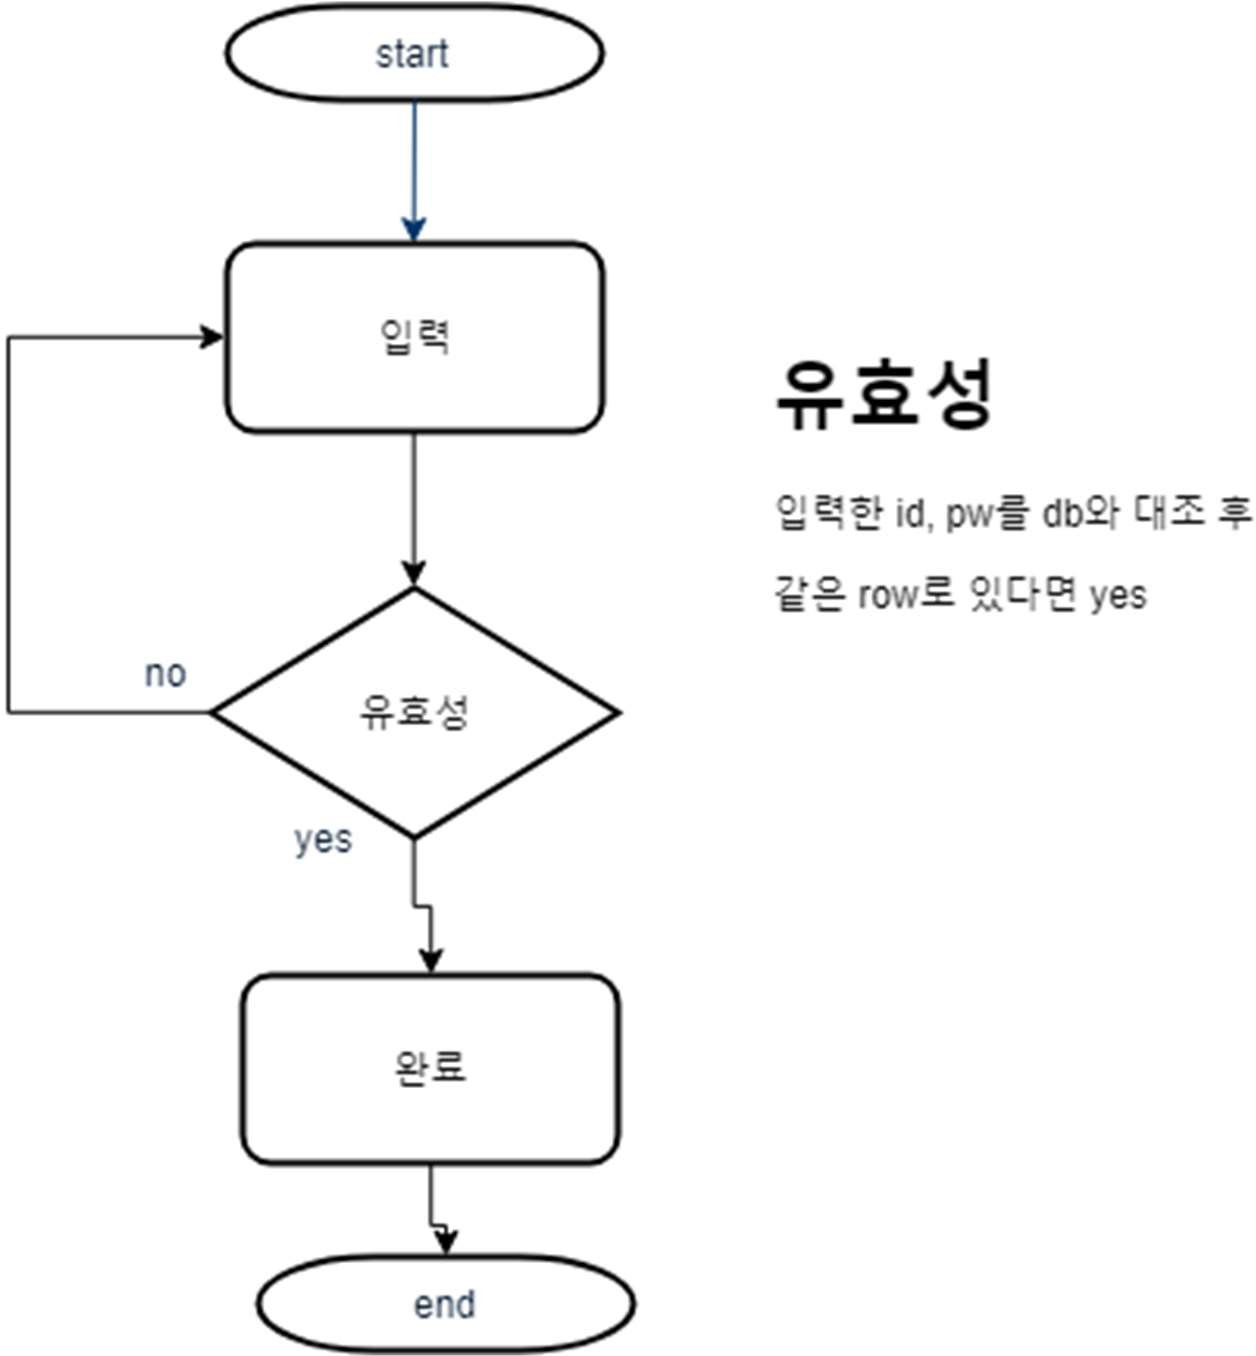 start
입력
유효성
입력한 id, pw를 db와 대조 후
같은 row로 있다면 yes
no
유효성
yes
완료
end